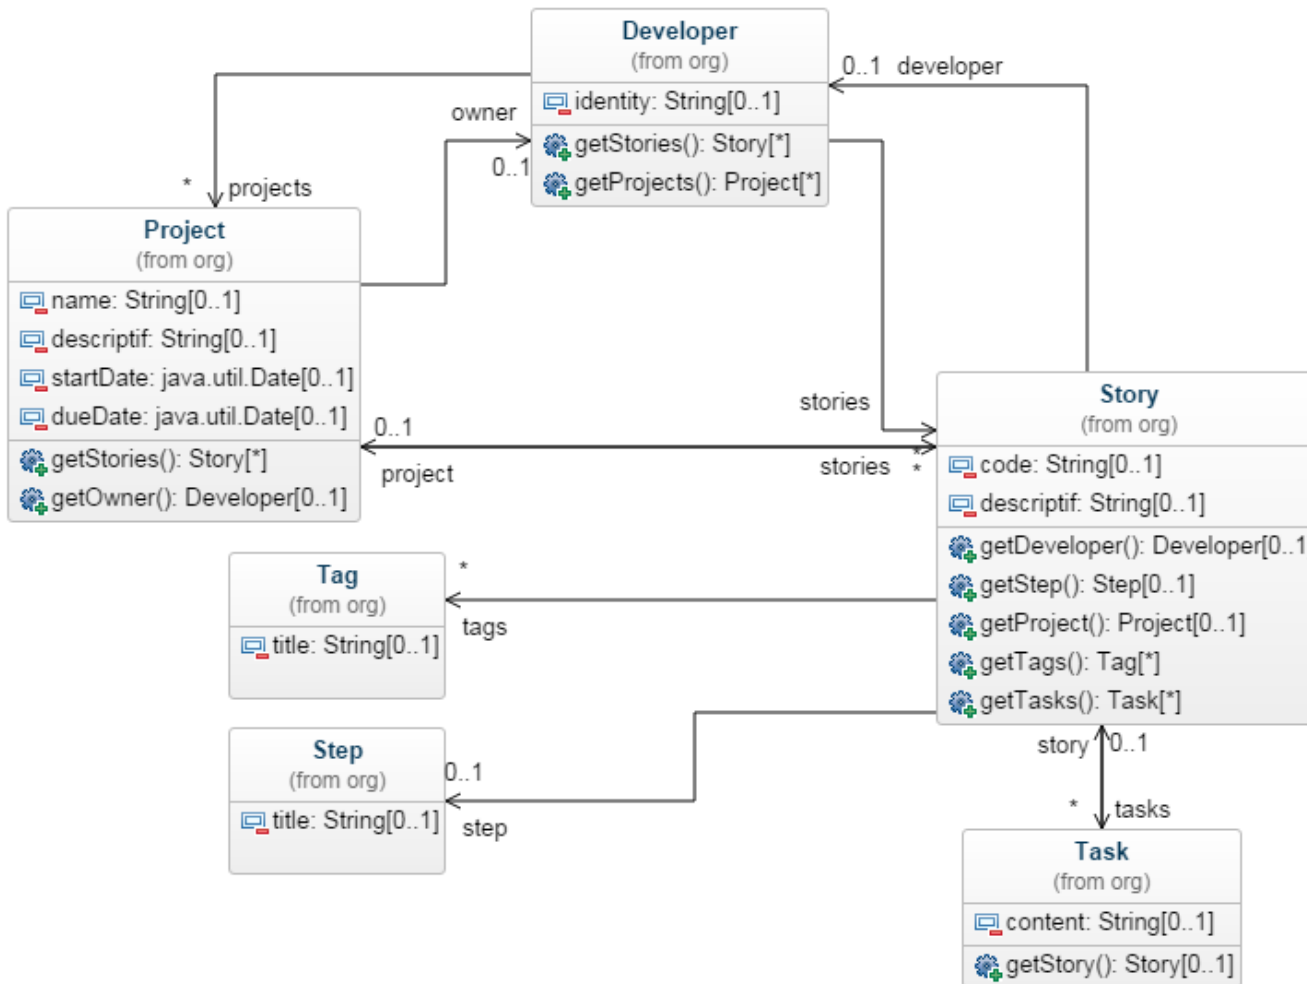 Developer
(from org)
identity: String[0..1]
getStories(): Story[*]
getProjects(): Project[*]
0..1 developer
owner
0..1
* projects
Project
(from org)
name: String[0..1]
descriptif: String[0..1]
startDate: java.util.Date[0..1]
dueDate: java.util.Date[0..1]
getStories(): Story[*]
getOwner(): Developer[0..1]
0..1
project
stories
*
stories
*
Story
(from org)
code: String[0..1]
descriptif: String[0..1]
getDeveloper(): Developer[0..1
getStep(): Step[0..1]
getProject(): Project[0..1]
getTags(): Tag[*]
getTasks(): Task[*]
Tag
(from org)
title: String[0..1]
*
tags
Step
(from org)
title: String[0..1]
0..1
step
story 0..1
* tasks
Task
(from org)
content: String[0..1]
getStory(): Story[0..1]